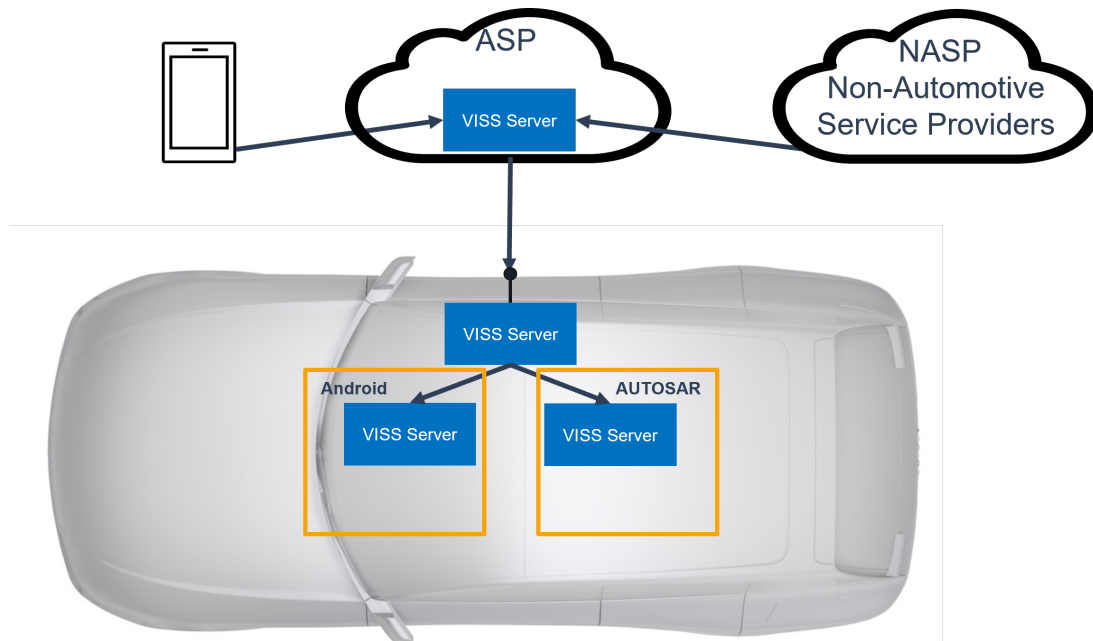 ASP
VISS Server
NASP
Non-Automotive
Service Providers
VISS Server
Android
VISS Server
AUTOSAR
VISS Server